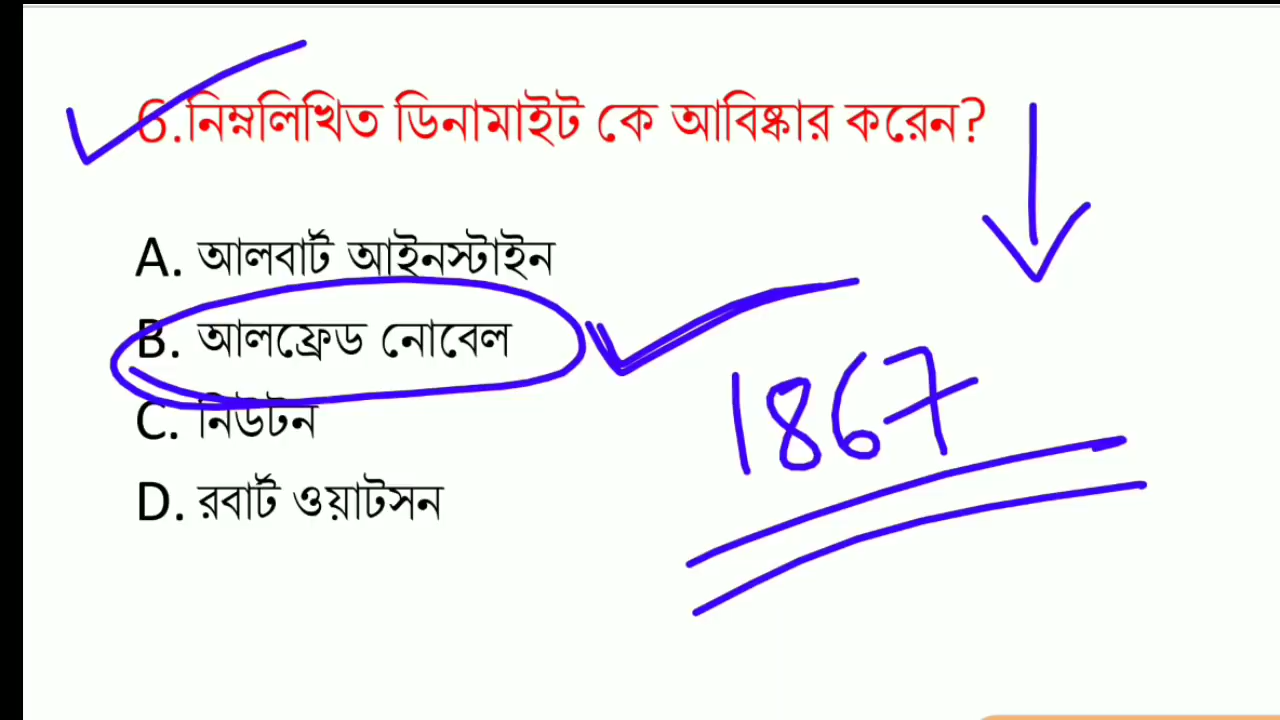 6.নিম্নলিখিত ডিনামাইট কে আবিষ্কার করেন?
A. আলবার্ট আইনস্টাইন
B. আলফ্রেড নোবেল
C. নিউটন
D. রবার্ট ওয়াটসন
1867